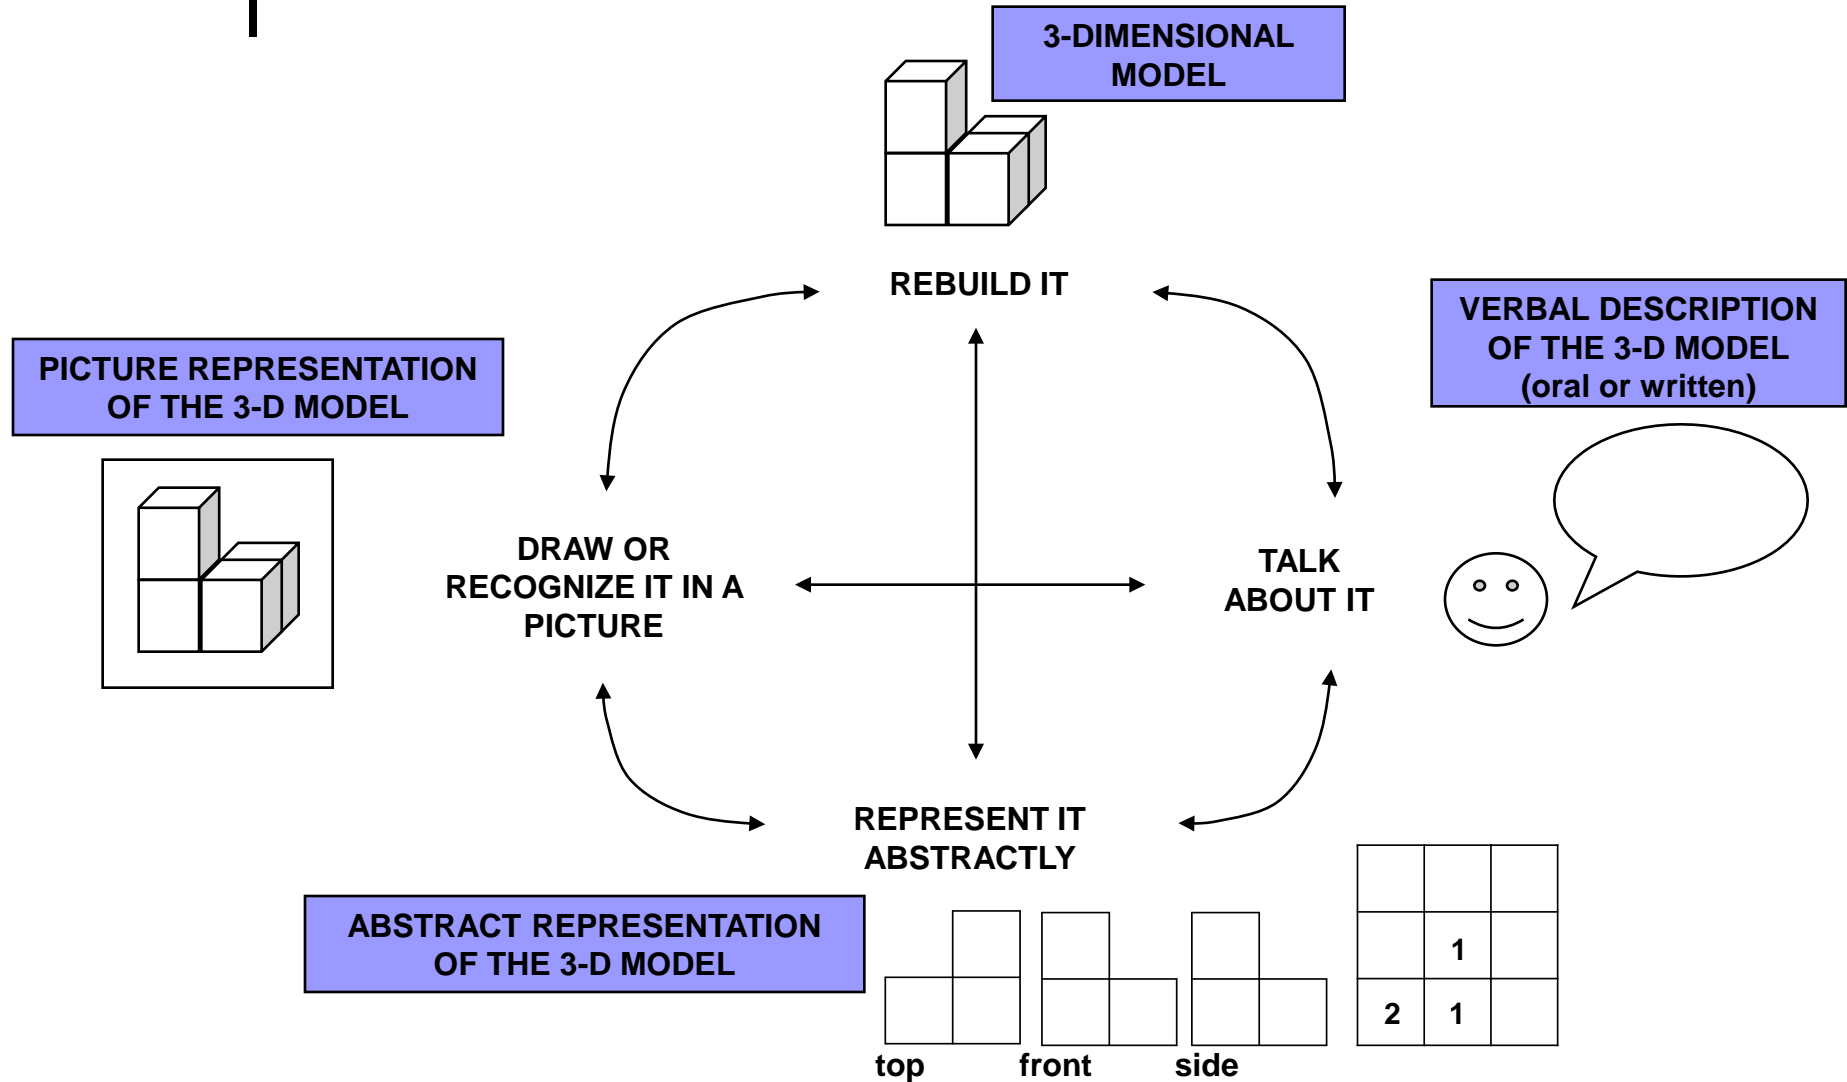 3-DIMENSIONAL
MODEL
REBUILD IT
VERBAL DESCRIPTION
OF THE 3-D MODEL
(oral or written)
PICTURE REPRESENTATION
OF THE 3-D MODEL
DRAW OR
RECOGNIZE IT IN A
PICTURE
TALK
ABOUT IT
REPRESENT IT
ABSTRACTLY
ABSTRACT REPRESENTATION
OF THE 3-D MODEL
1
2 1
top front side